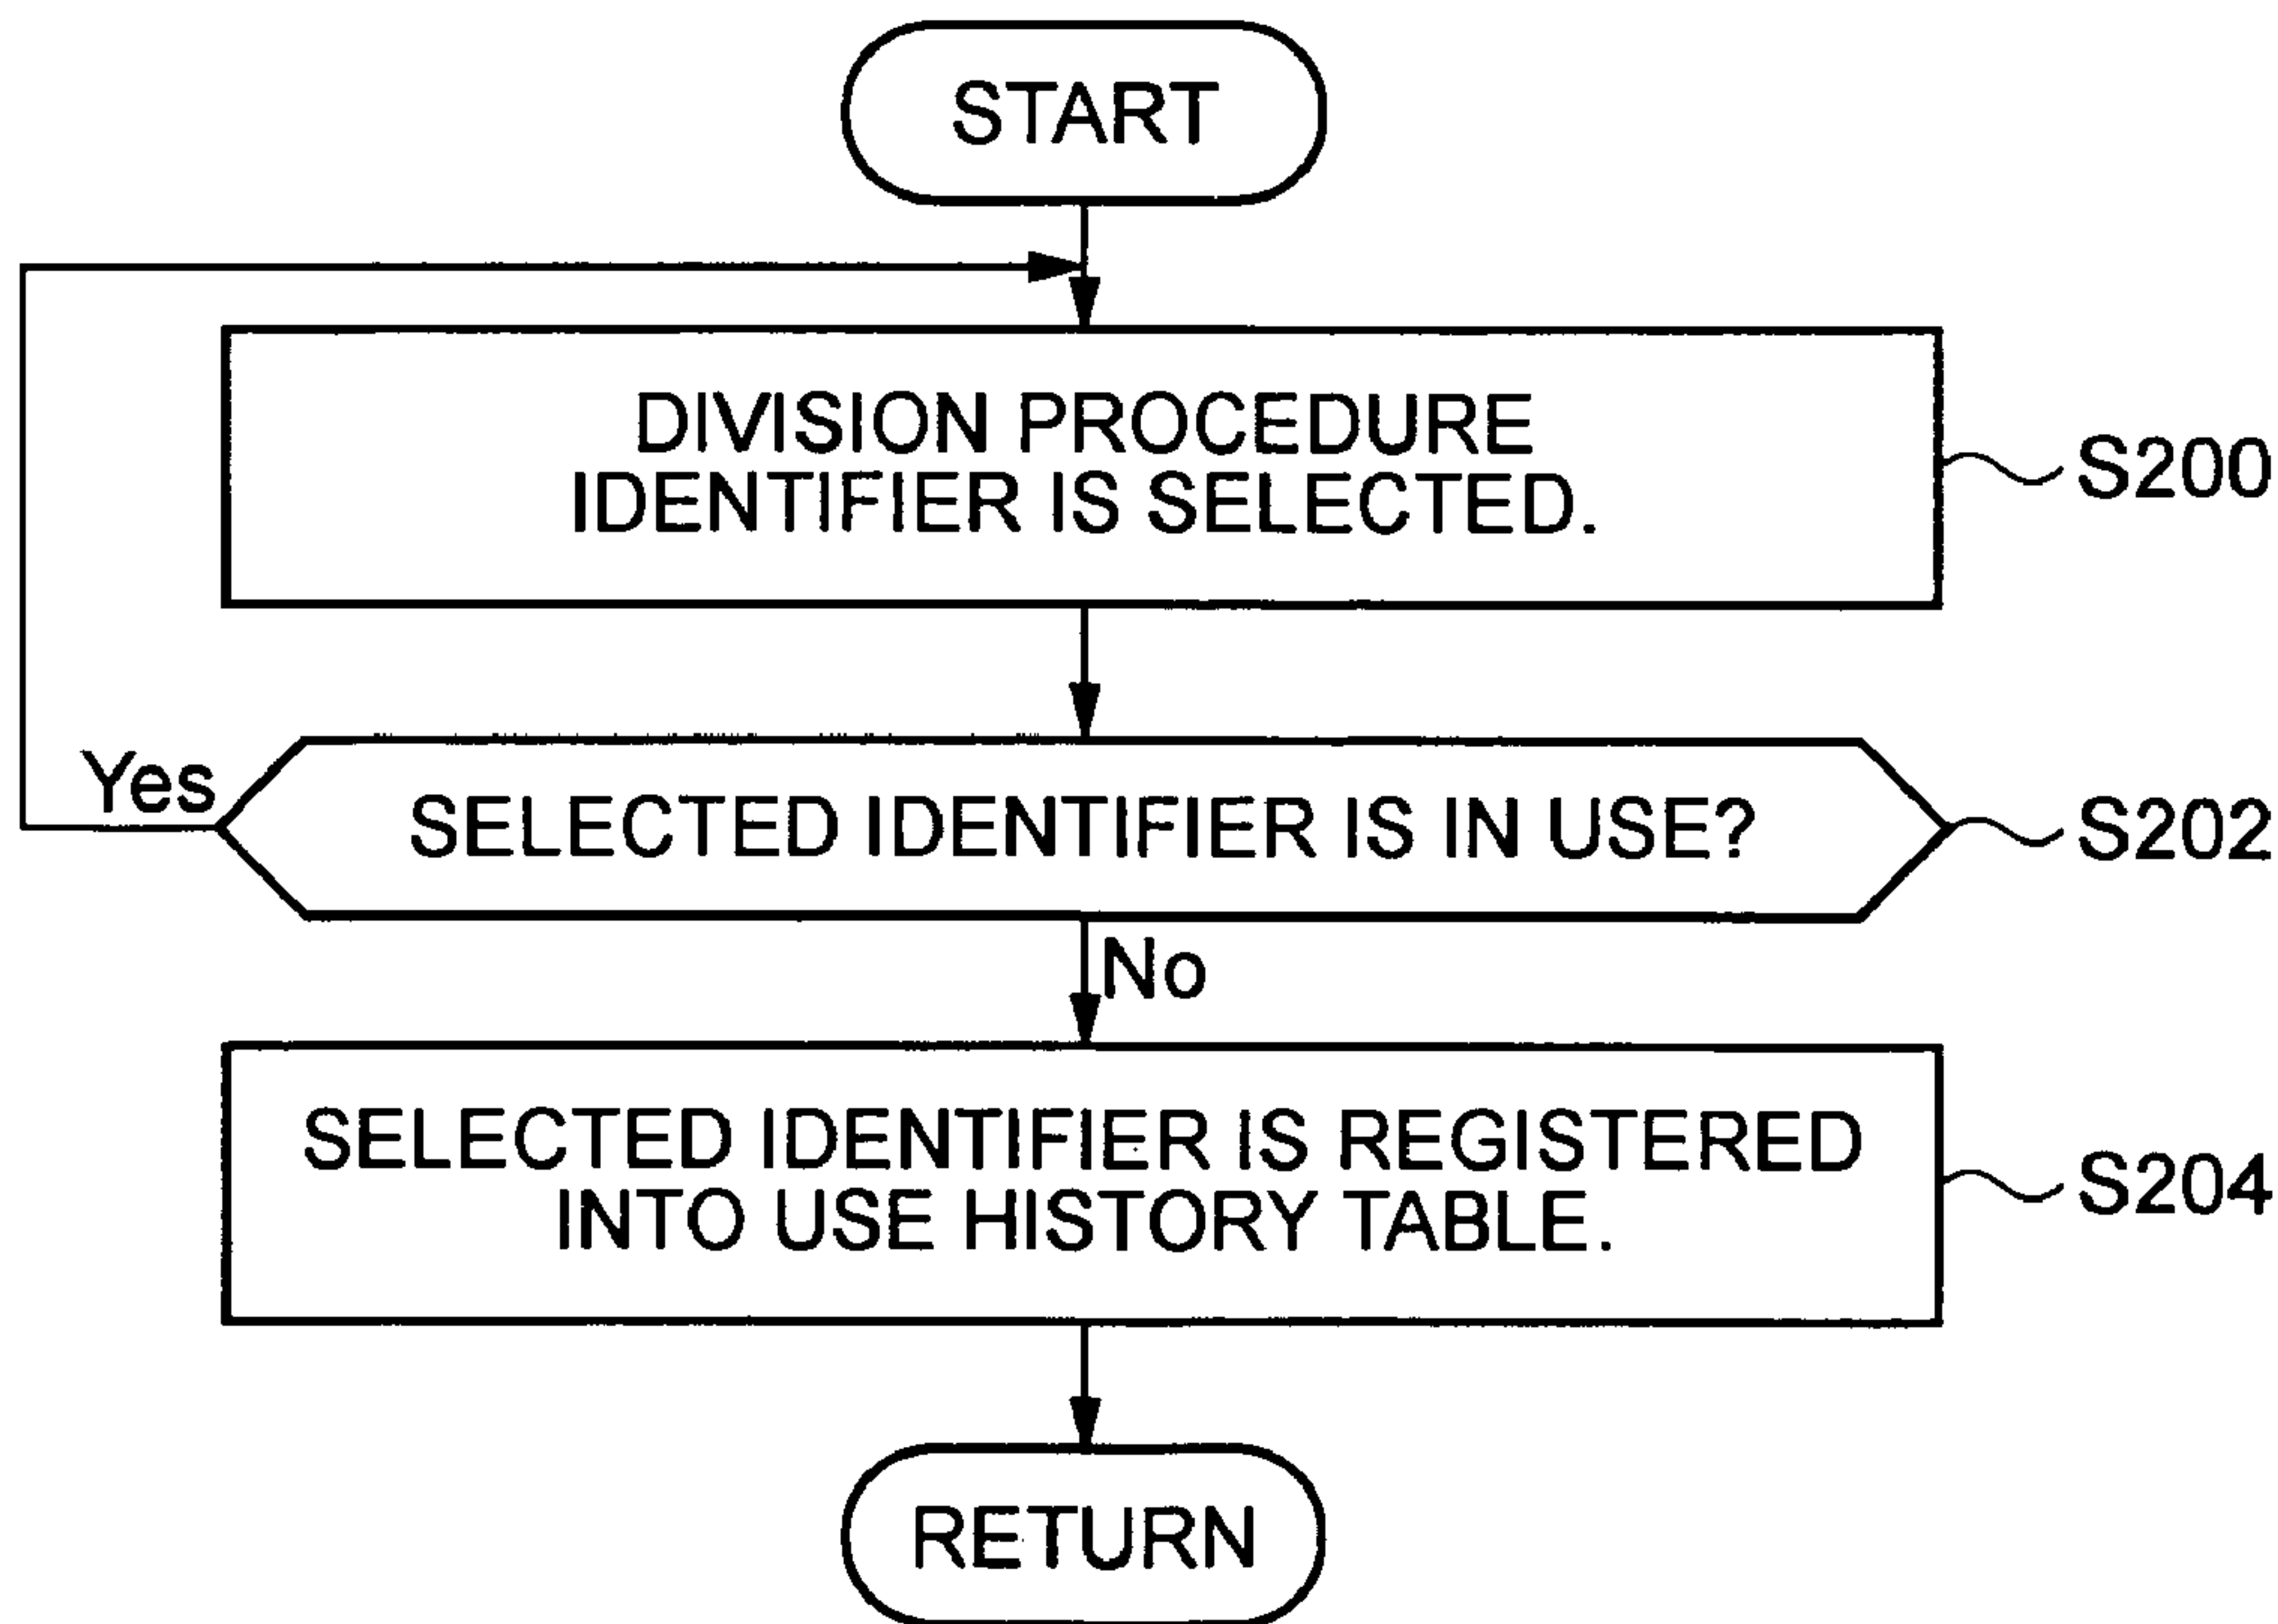 START
DIVISION PROCEDURE
IDENTIFIER IS SELECTED.
S200
Yes
SELECTED IDENTIFIER IS IN USE?
S202
No
SELECTED IDENTIFIER IS REGISTERED
INTO USE HISTORY TABLE.
S204
RETURN